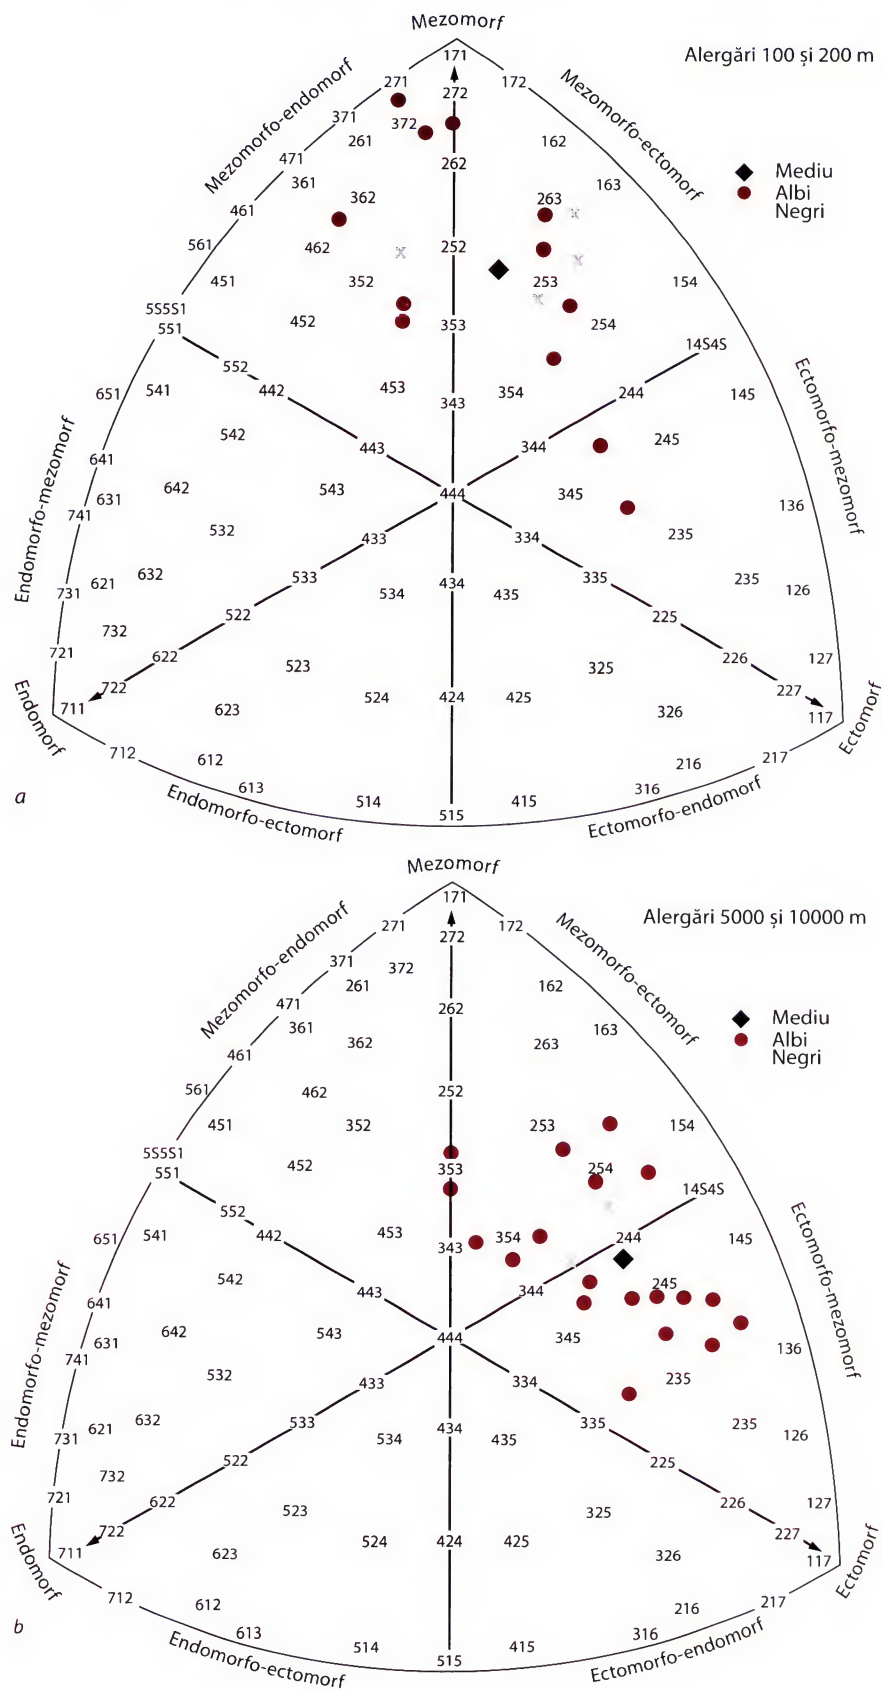 Mezomorf
Alergări 100 și 200 m
171
271 172
272
Mezomorfo-endomorf
Mezomorfo-ectomorf
371 372
261 162
471 262
Mediu
Albi
Negri
361 163
362 263
461
561 462 252
451 352 253 154
5S5S1
551 452 353 254
14S4S
552
651 541 442 453 343 354 244 145
Ectomorfo-mezomorf
Endomorfo-mezomorf
542 443 344 245
641
631 642 543 444 345 136
741
532 433 334 235
731 621 632 533 534 434 435 335 235 126
522 225
732
721 622 523 325 226 127
Endomorf
711 722 524 424 425 227
623 326 117
Ectomorf
712 612 216 217
a
613 514 515 415 316
Endomorfo-ectomorf
Ectomorfo-endomorf
Mezomorf
Alergări 5000 și 10000 m
171
271 172
272
Mezomorfo-endomorf
Mezomorfo-ectomorf
371 372
261 162
471 262
Mediu
Albi
Negri
361 163
362 263
461
561 462 252
451 352 253 154
5S5S1
551 452 353 254
14S4S
552
651 541 442 453 343 354 244 145
Ectomorfo-mezomorf
Endomorfo-mezomorf
542 443 344 245
641
631 642 543 444 345 136
741
532 433 334 235
731 621 632 533 534 434 435 335 235 126
522 225
732
721 622 523 325 226 127
Endomorf
711 722 524 424 425 227
623 326 117
Ectomorf
712 612 216 217
b
613 514 515 415 316
Endomorfo-ectomorf
Ectomorfo-endomorf